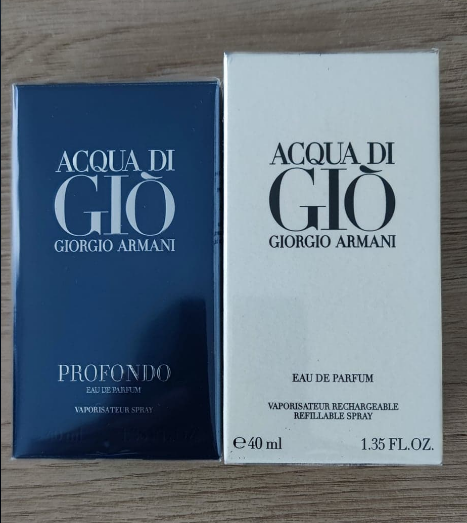 ACQUA DI
GIÒ
GIORGIO ARMANI
PROFONDO
EAU DE PARFUM
VAPORISATEUR SPRAY
ACQUA DI
GIÒ
GIORGIO ARMANI
EAU DE PARFUM
VAPORISATEUR RECHARGEABLE
REFILLABLE SPRAY
℮40 ml 1.35 FL.OZ.